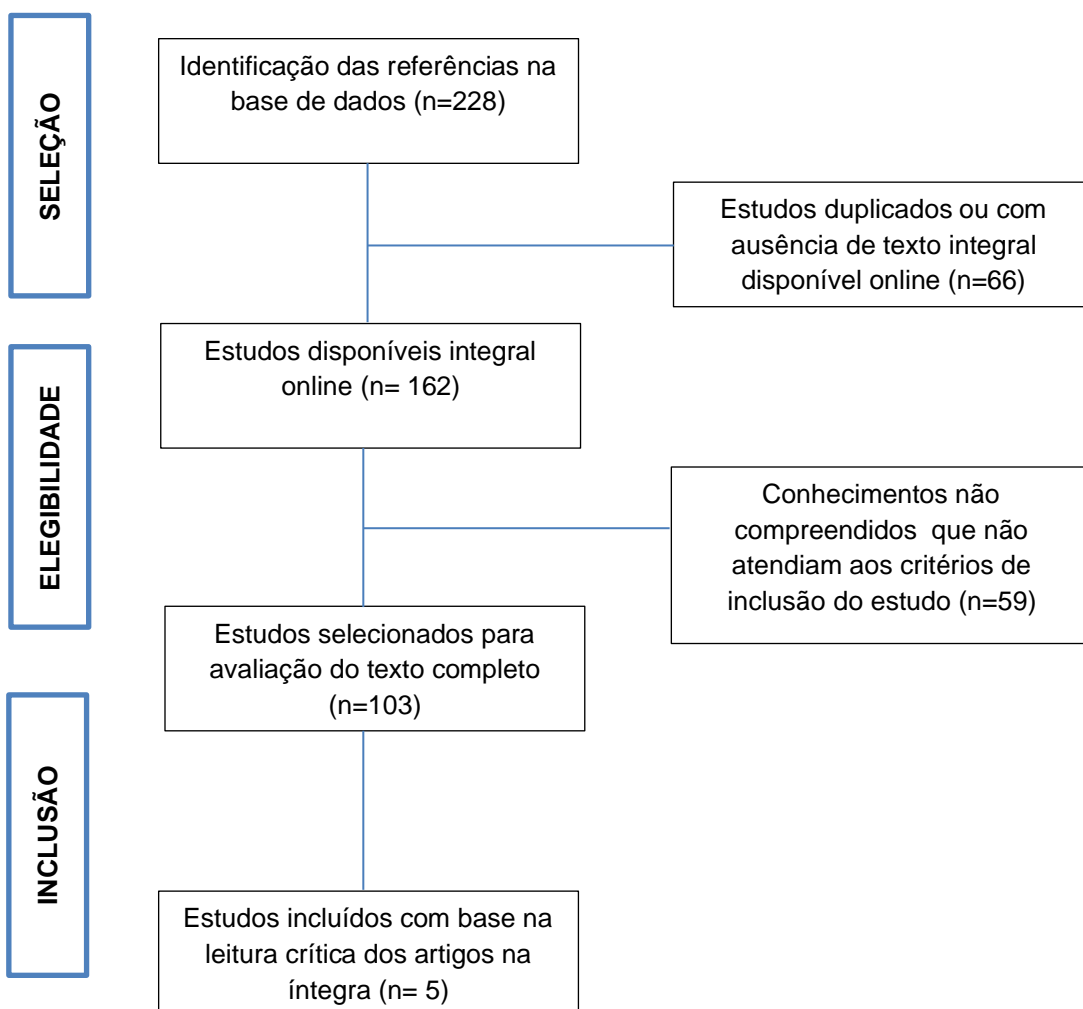 SELEÇÃO
Identificação das referências na
base de dados (n=228)
Estudos duplicados ou com
ausência de texto integral
disponível online (n=66)
ELEGIBILIDADE
Estudos disponíveis integral
online (n= 162)
Conhecimentos não
compreendidos  que não
atendiam aos critérios de
inclusão do estudo (n=59)
Estudos selecionados para
avaliação do texto completo
(n=103)
INCLUSÃO
Estudos incluídos com base na
leitura crítica dos artigos na
íntegra (n= 5)